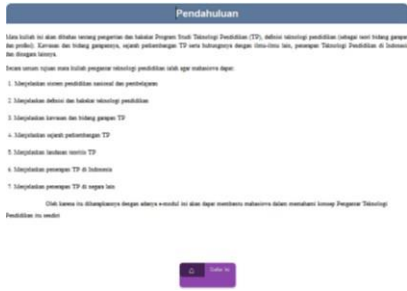 Pendahuluan
Mata kuliah ini akan dibahas tentang pengertian dan hakekat Program Studi Teknologi Pendidikan (TP), definisi teknologi pendidikan (sebagai teori bidang garapan
dan profesi). Kawasan dan bidang garapannya, sejarah perkembangan TP serta hubungannya dengan ilmu-ilmu lain, penerapan Teknologi Pendidikan di Indonesia
dan dinegara lainnya.
Secara umum tujuan mata kuliah pengantar teknologi pendidikan ialah agar mahasiswa dapat:
1. Menjelaskan sistem pendidikan nasional dan pembelajaran
2. Menjelaskan definisi dan hakekat teknologi pendidikan
3. Menjelaskan kawasan dan bidang garapan TP
4. Menjelaskan sejarah perkembangan TP
5. Menjelaskan landasan teoritis TP
6. Menjelaskan penerapan TP di Indonesia
7. Menjelaskan penerapan TP di negara lain
Oleh karena itu diharapkannya dengan adanya e-modul ini akan dapat membantu mahasiswa dalam memahami konsep Pengantar Teknologi
Pendidikan itu sendiri
Daftar Isi